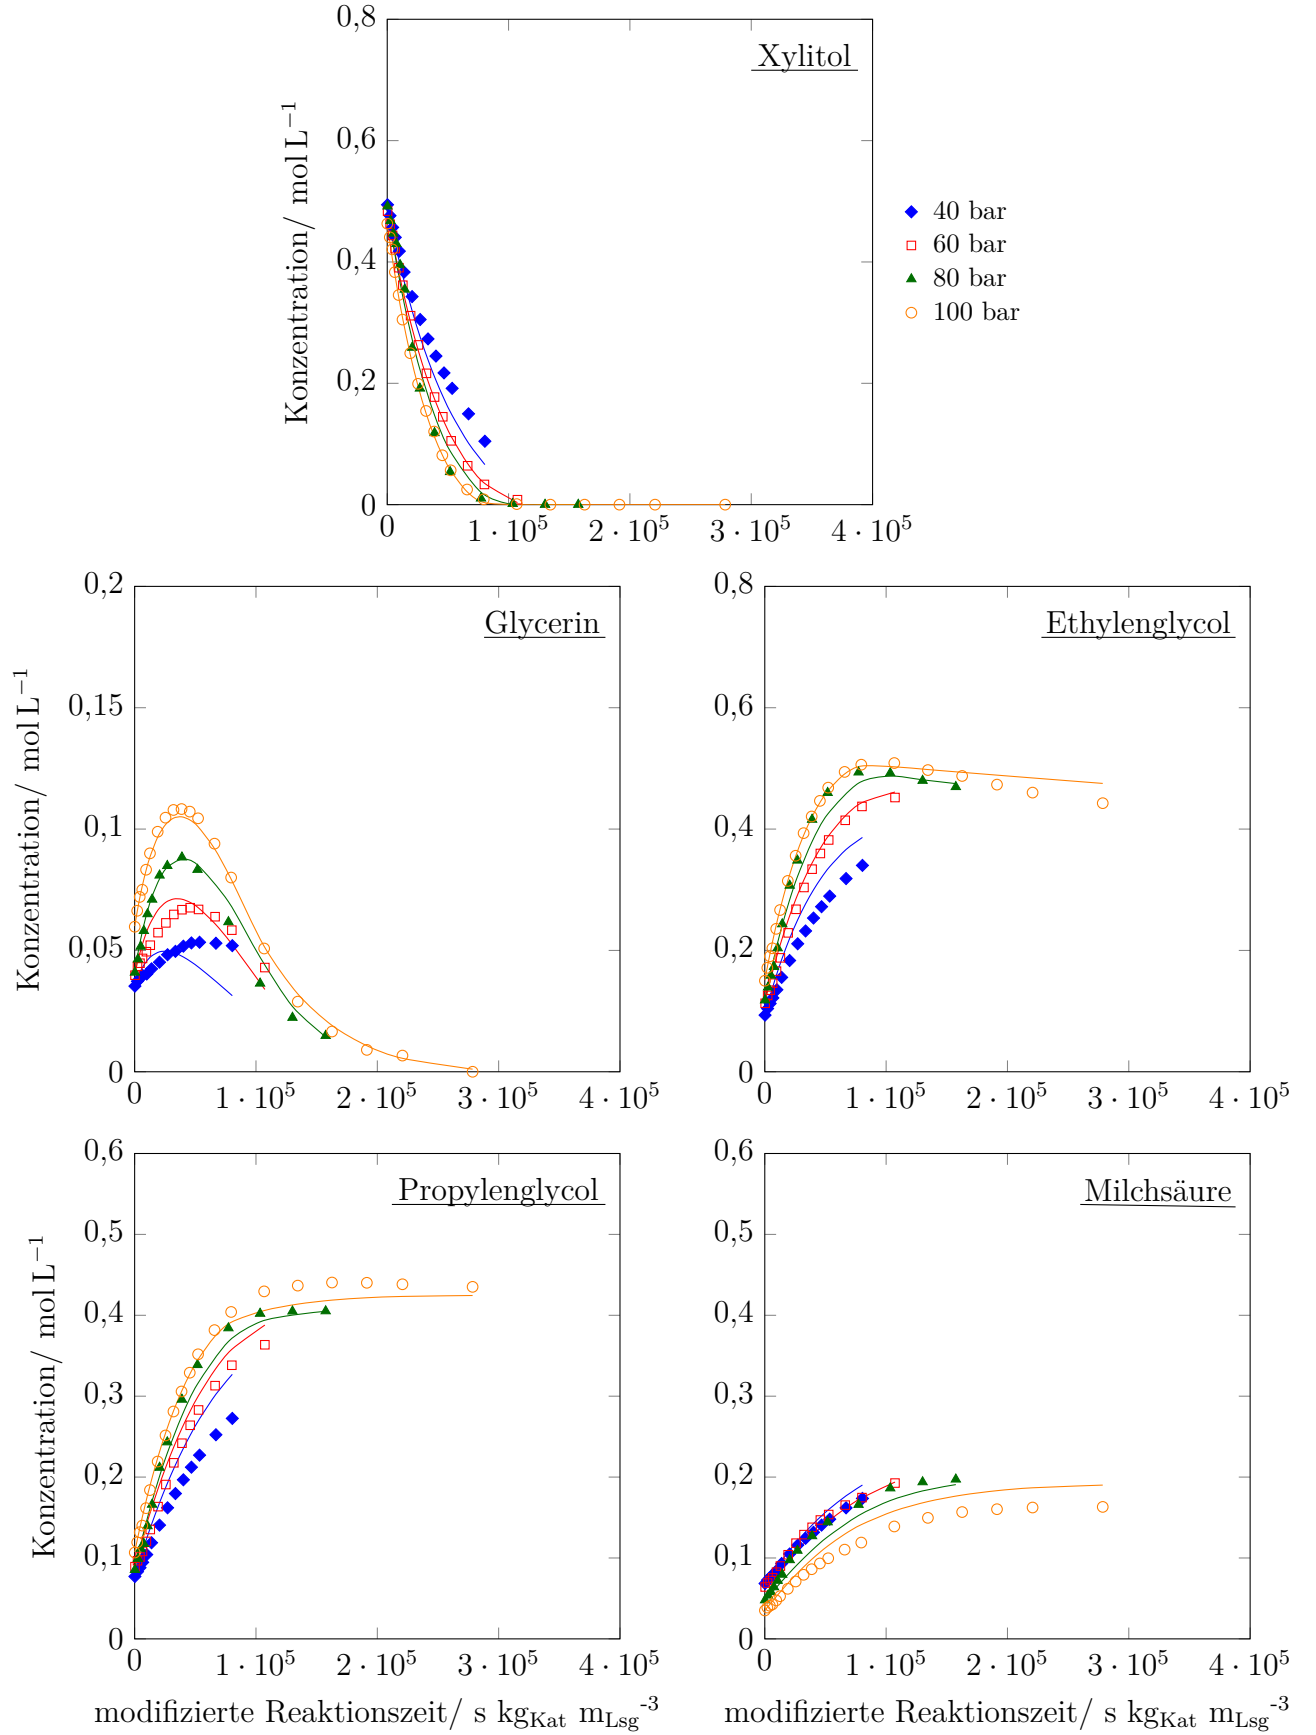 Xylitol
Konzentration/ mol L⁻¹
0,8
0,6
0,4
0,2
0
0 1 · 10⁵ 2 · 10⁵ 3 · 10⁵ 4 · 10⁵
40 bar
60 bar
80 bar
100 bar
Glycerin
Konzentration/ mol L⁻¹
0,2
0,15
0,1
0,05
0
0 1 · 10⁵ 2 · 10⁵ 3 · 10⁵ 4 · 10⁵
Ethylenglycol
0,8
0,6
0,4
0,2
0
0 1 · 10⁵ 2 · 10⁵ 3 · 10⁵ 4 · 10⁵
Propylenglycol
Konzentration/ mol L⁻¹
0,6
0,5
0,4
0,3
0,2
0,1
0
0 1 · 10⁵ 2 · 10⁵ 3 · 10⁵ 4 · 10⁵
modifizierte Reaktionszeit/ s kg_Kat m_Lsg⁻³
Milchsäure
0,6
0,5
0,4
0,3
0,2
0,1
0
0 1 · 10⁵ 2 · 10⁵ 3 · 10⁵ 4 · 10⁵
modifizierte Reaktionszeit/ s kg_Kat m_Lsg⁻³